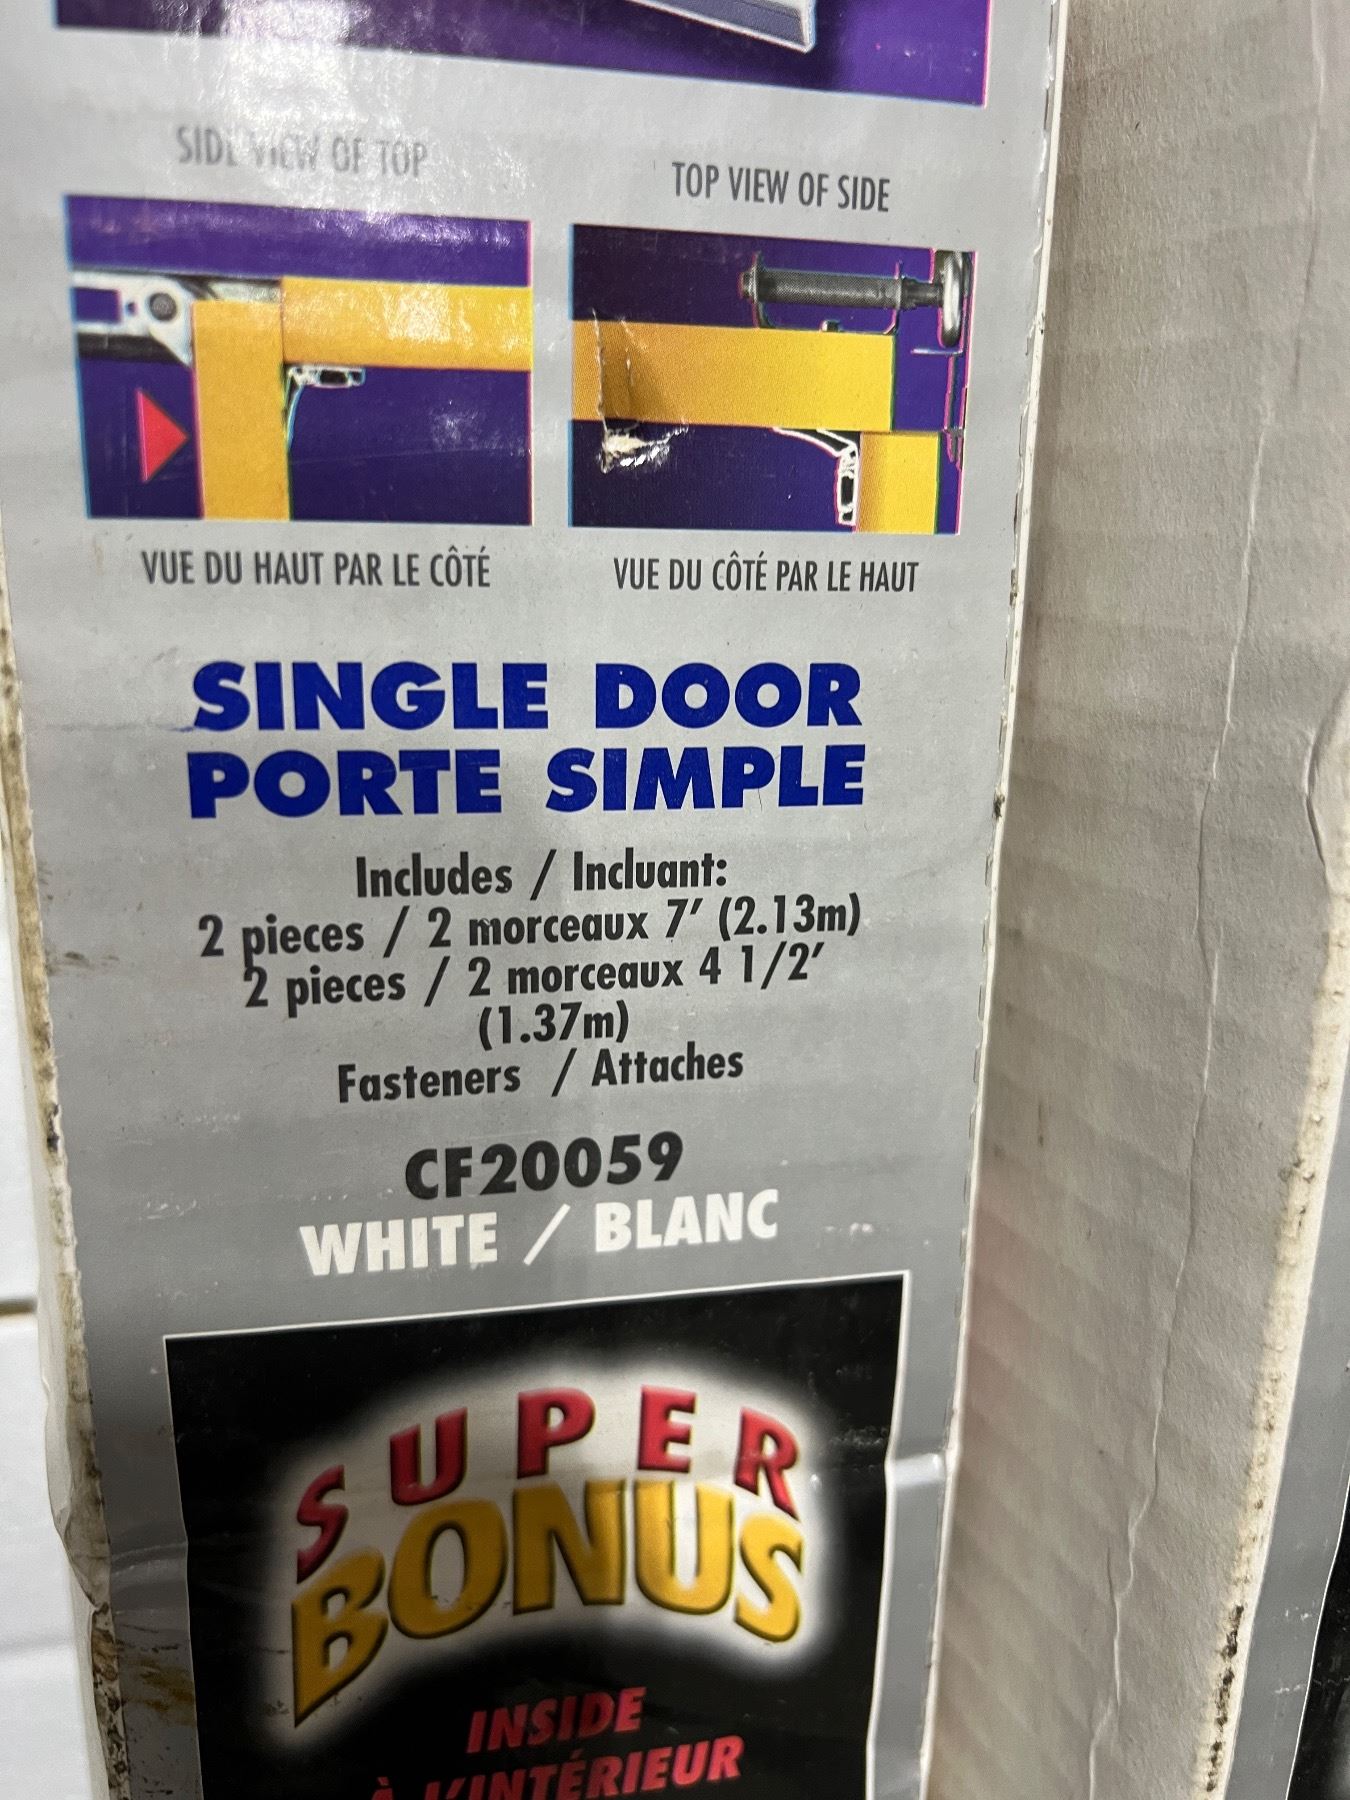 SIDE VIEW OF TOP
TOP VIEW OF SIDE
VUE DU HAUT PAR LE CÔTÉ
VUE DU CÔTÉ PAR LE HAUT
SINGLE DOOR
PORTE SIMPLE
Includes / Incluant:
2 pieces / 2 morceaux 7' (2.13m)
2 pieces / 2 morceaux 4 1/2'
(1.37m)
Fasteners / Attaches
CF20059
WHITE / BLANC
SUPER
BONUS
INSIDE
À L'INTÉRIEUR